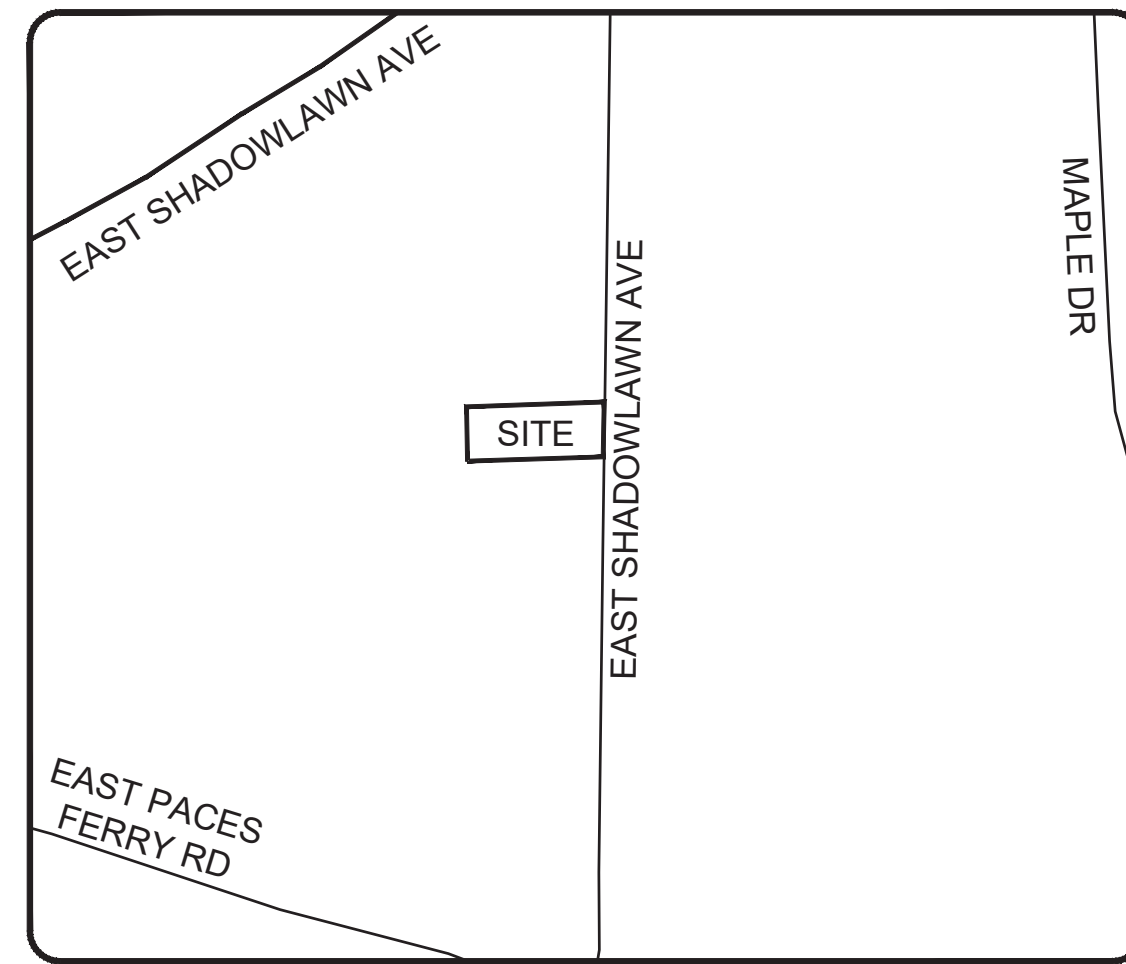 EAST SHADOWLAWN AVE
MAPLE DR
EAST SHADOWLAWN AVE
SITE
EAST PACES
FERRY RD